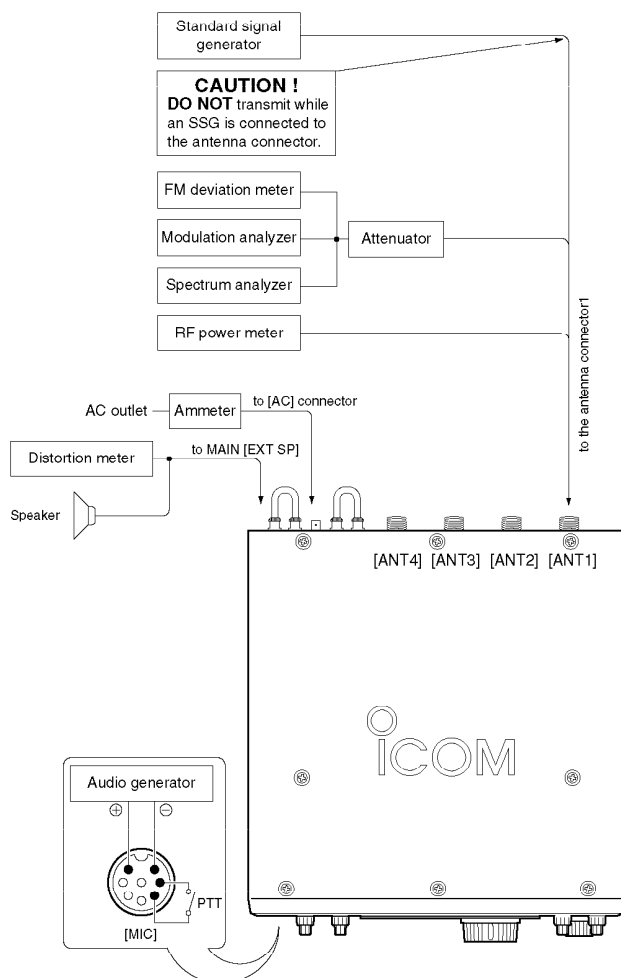 Standard signal
generator
CAUTION !
DO NOT transmit while
an SSG is connected to
the antenna connector.
FM deviation meter
Modulation analyzer
Attenuator
Spectrum analyzer
RF power meter
to the antenna connector1
AC outlet
Ammeter
to [AC] connector
Distortion meter
to MAIN [EXT SP]
Speaker
[ANT4] [ANT3] [ANT2] [ANT1]
ICOM
Audio generator
+ −
PTT
[MIC]